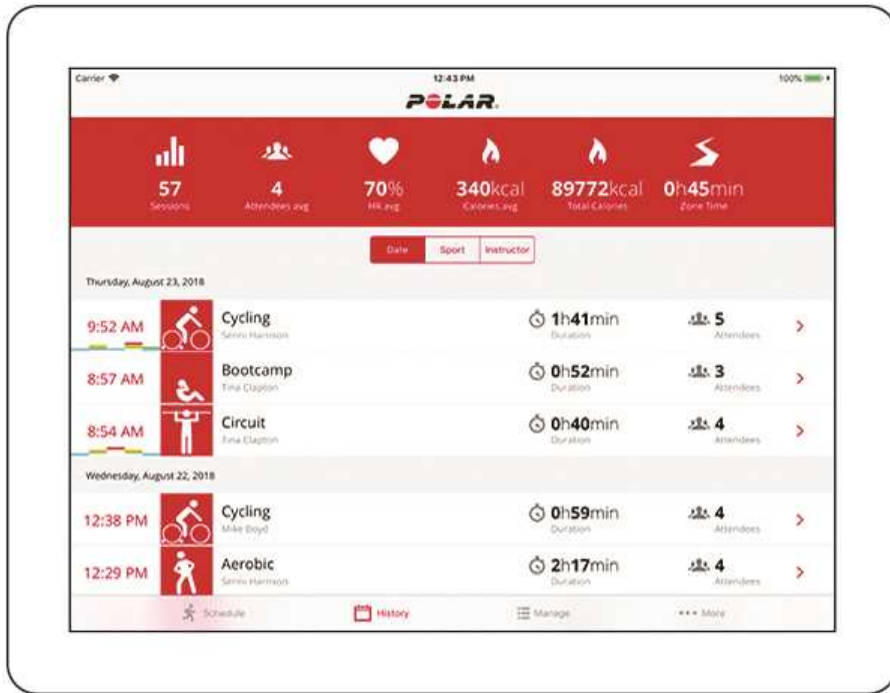 Carrier
12:43 PM
100%
POLAR.
57
Sessions
4
Attendees avg
70%
HR avg
340kcal
Calories avg
89772kcal
Total Calories
0h45min
Zone Time
Date
Sport
Instructor
Thursday, August 23, 2018
9:52 AM
Cycling
Senni Harrison
1h41min
Duration
5
Attendees
8:57 AM
Bootcamp
Tina Clapton
0h52min
Duration
3
Attendees
8:54 AM
Circuit
Tina Clapton
0h40min
Duration
4
Attendees
Wednesday, August 22, 2018
12:38 PM
Cycling
Mike Boyd
0h59min
Duration
4
Attendees
12:29 PM
Aerobic
Senni Harrison
2h17min
Duration
4
Attendees
Schedule
History
Manage
More